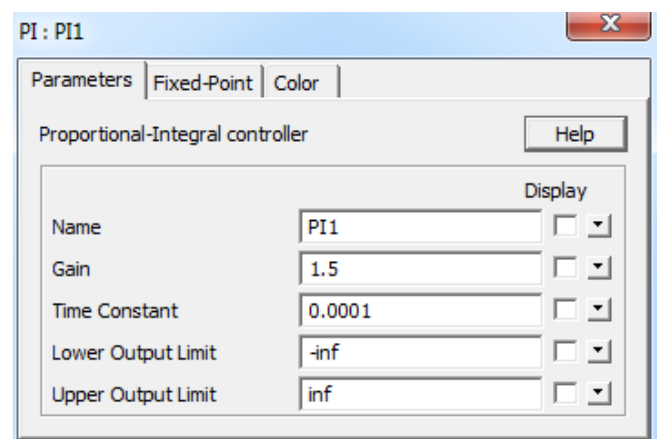 PI : PI1
Parameters Fixed-Point Color
Proportional-Integral controller Help
Display
Name PI1
Gain 1.5
Time Constant 0.0001
Lower Output Limit -inf
Upper Output Limit inf